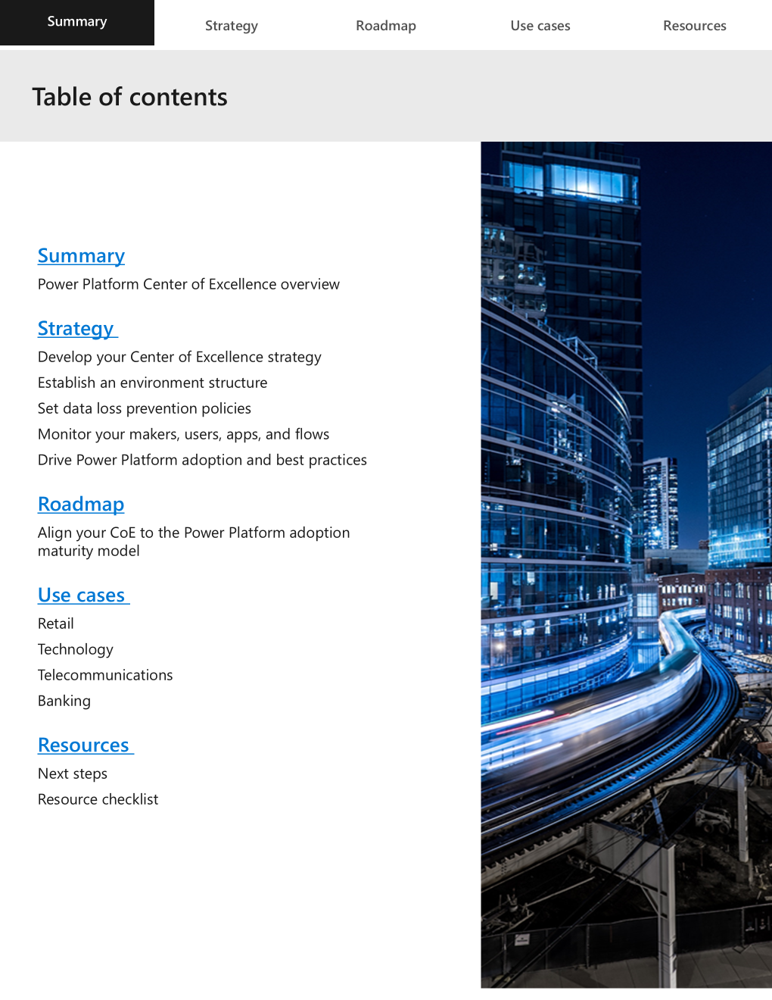 Summary
Strategy
Roadmap
Use cases
Resources
Table of contents
Summary
Power Platform Center of Excellence overview
Strategy
Develop your Center of Excellence strategy
Establish an environment structure
Set data loss prevention policies
Monitor your makers, users, apps, and flows
Drive Power Platform adoption and best practices
Roadmap
Align your CoE to the Power Platform adoption
maturity model
Use cases
Retail
Technology
Telecommunications
Banking
Resources
Next steps
Resource checklist